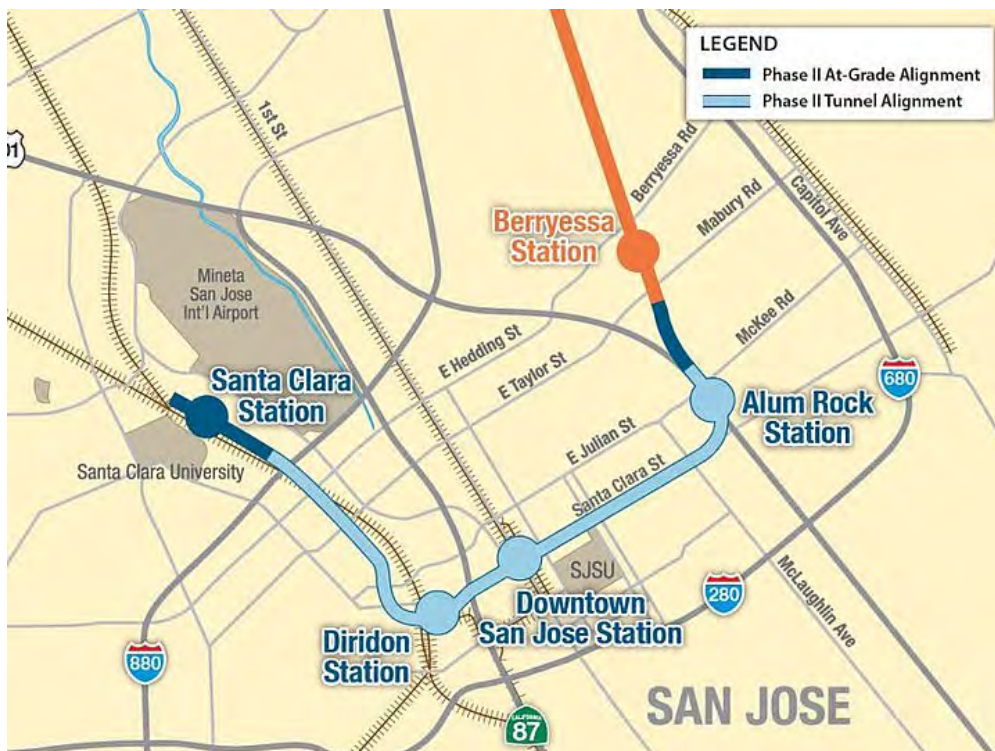 LEGEND
Phase II At-Grade Alignment
Phase II Tunnel Alignment
01
1st St
Berryessa Rd
Mabury Rd
Capitol Ave
Berryessa
Station
Mineta
San Jose
Int'l Airport
McKee Rd
E Hedding St
E Taylor St
680
Santa Clara
Station
Alum Rock
Station
E Julian St
Santa Clara University
Santa Clara St
SJSU
280
McLaughlin Ave
Downtown
San Jose Station
Diridon
Station
880
SAN JOSE
CALIFORNIA
87